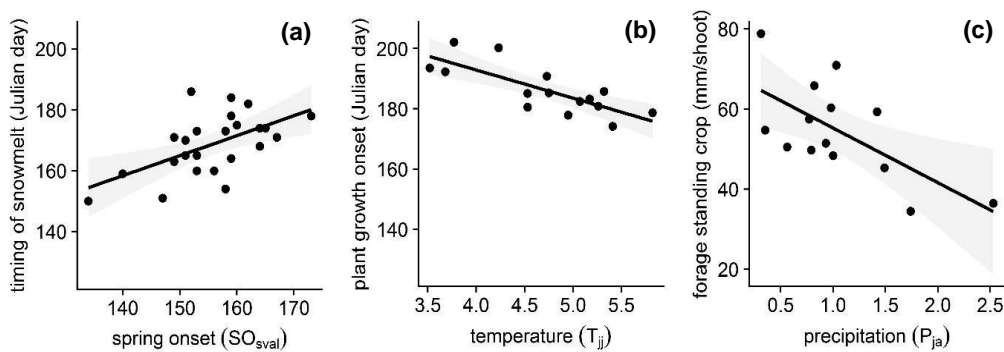 (a)
timing of snowmelt (Julian day)
200
180
160
140
140
150
160
170
spring onset (SOsval)
(b)
plant growth onset (Julian day)
200
180
160
140
3.5
4.0
4.5
5.0
5.5
temperature (Tjj)
(c)
forage standing crop (mm/shoot)
80
60
40
20
0.5
1.0
1.5
2.0
2.5
precipitation (Pja)